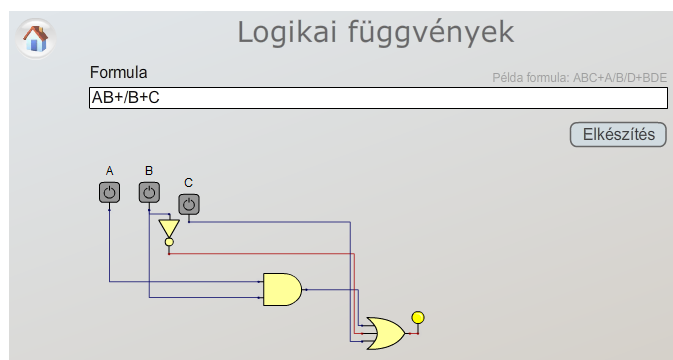 Logikai függvények
Formula
Példa formula: ABC+A/B/D+BDE
AB+/B+C
Elkészítés
A
B
C